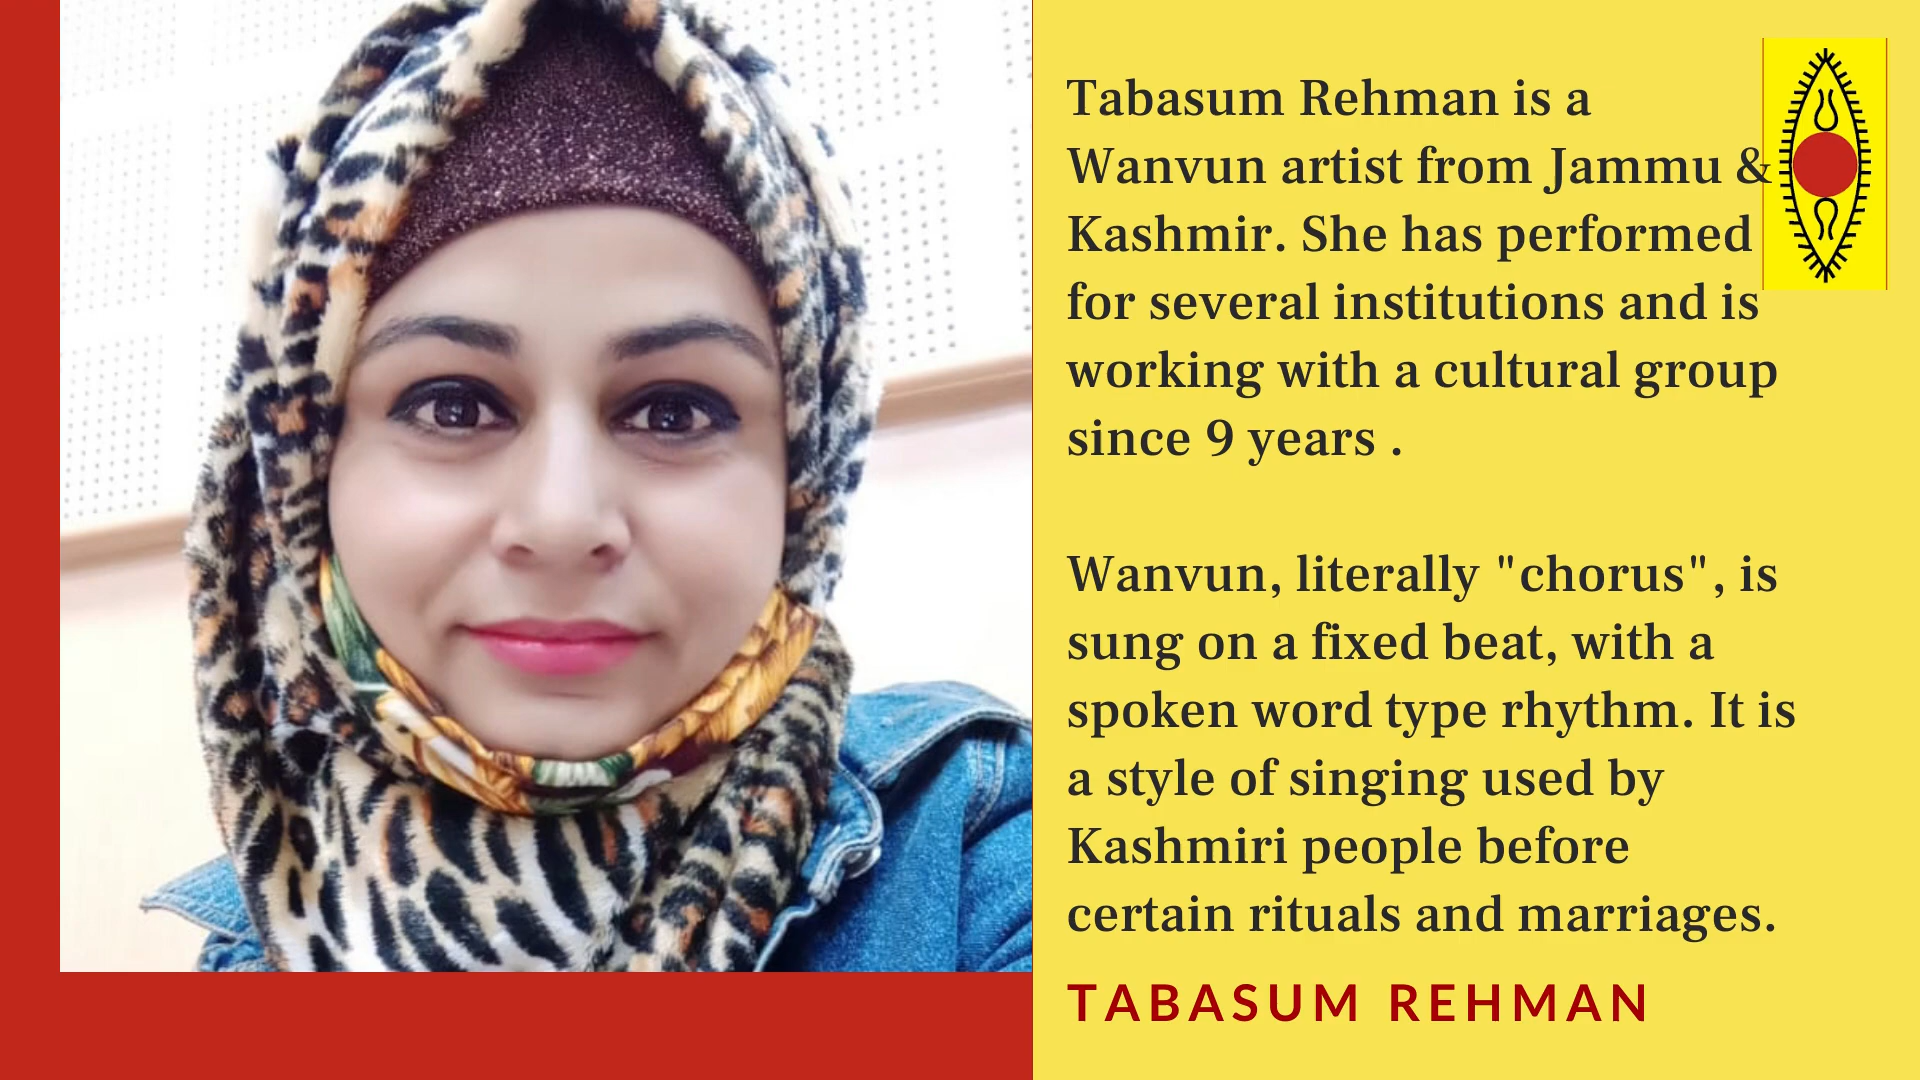 Tabasum Rehman is a
Wanvun artist from Jammu &
Kashmir. She has performed
for several institutions and is
working with a cultural group
since 9 years .
Wanvun, literally "chorus", is
sung on a fixed beat, with a
spoken word type rhythm. It is
a style of singing used by
Kashmiri people before
certain rituals and marriages.
TABASUM REHMAN